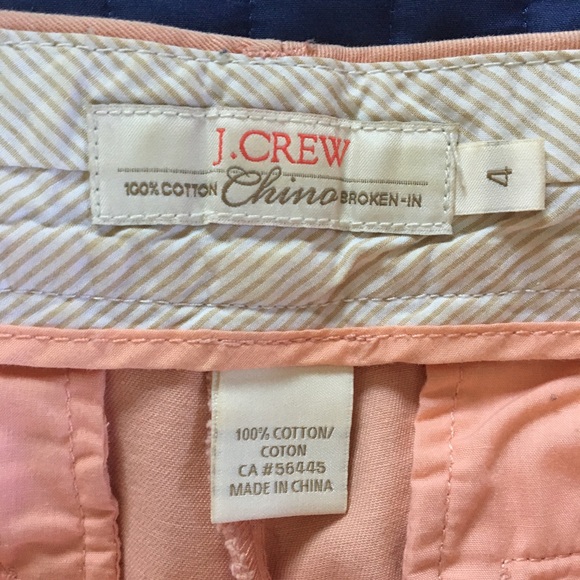 J.CREW
100% COTTON Chino BROKEN-IN
4
100% COTTON/
COTON
CA #56445
MADE IN CHINA